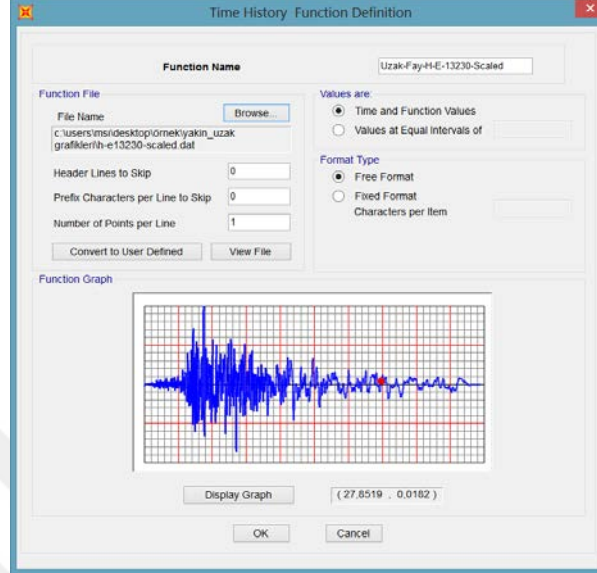 Time History Function Definition
Function Name
Uzak-Fay-H-E-13230-Scaled
Function File
File Name
Browse...
c:\users\msi\desktop\örnek\yakin_uzak
grafikleri\h-e13230-scaled.dat
Header Lines to Skip
0
Prefix Characters per Line to Skip
0
Number of Points per Line
1
Convert to User Defined
View File
Values are:
Time and Function Values
Values at Equal Intervals of
Format Type
Free Format
Fixed Format
Characters per Item
Function Graph
Display Graph
( 27,8519 , 0,0182 )
OK
Cancel